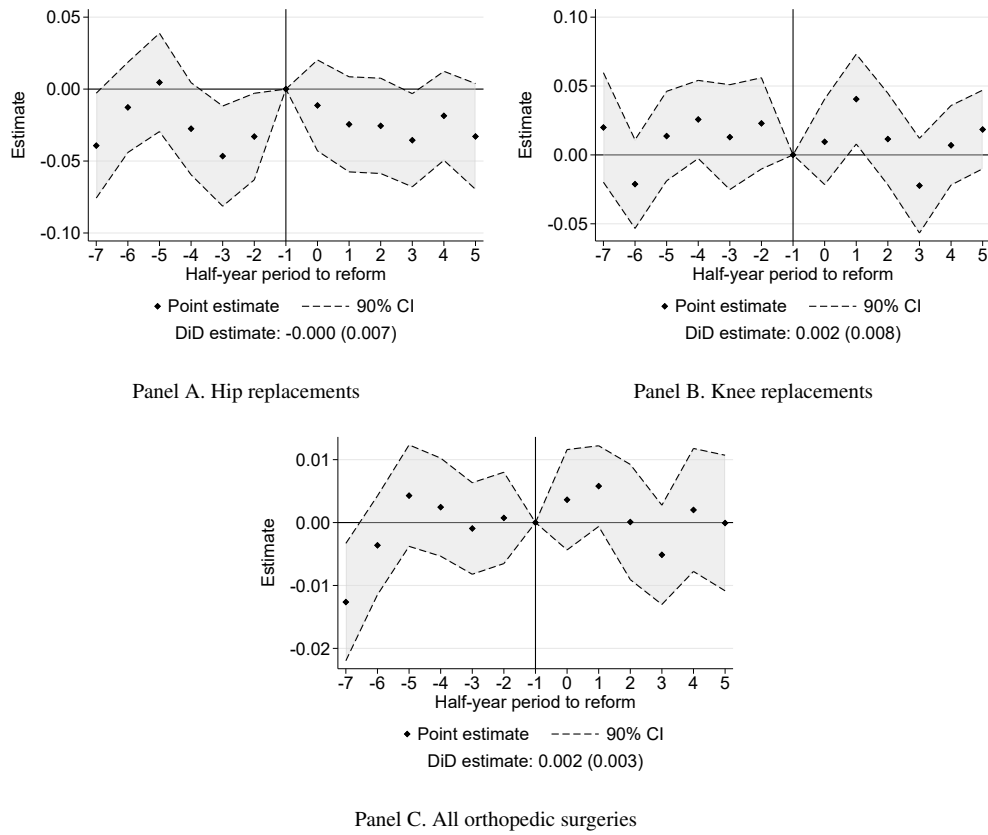 0.05
0.00
-0.05
-0.10
Estimate
-7 -6 -5 -4 -3 -2 -1 0 1 2 3 4 5
Half-year period to reform
Point estimate 90% CI
DiD estimate: -0.000 (0.007)
Panel A. Hip replacements
0.10
0.05
0.00
-0.05
Estimate
-7 -6 -5 -4 -3 -2 -1 0 1 2 3 4 5
Half-year period to reform
Point estimate 90% CI
DiD estimate: 0.002 (0.008)
Panel B. Knee replacements
0.01
0.00
-0.01
-0.02
Estimate
-7 -6 -5 -4 -3 -2 -1 0 1 2 3 4 5
Half-year period to reform
Point estimate 90% CI
DiD estimate: 0.002 (0.003)
Panel C. All orthopedic surgeries